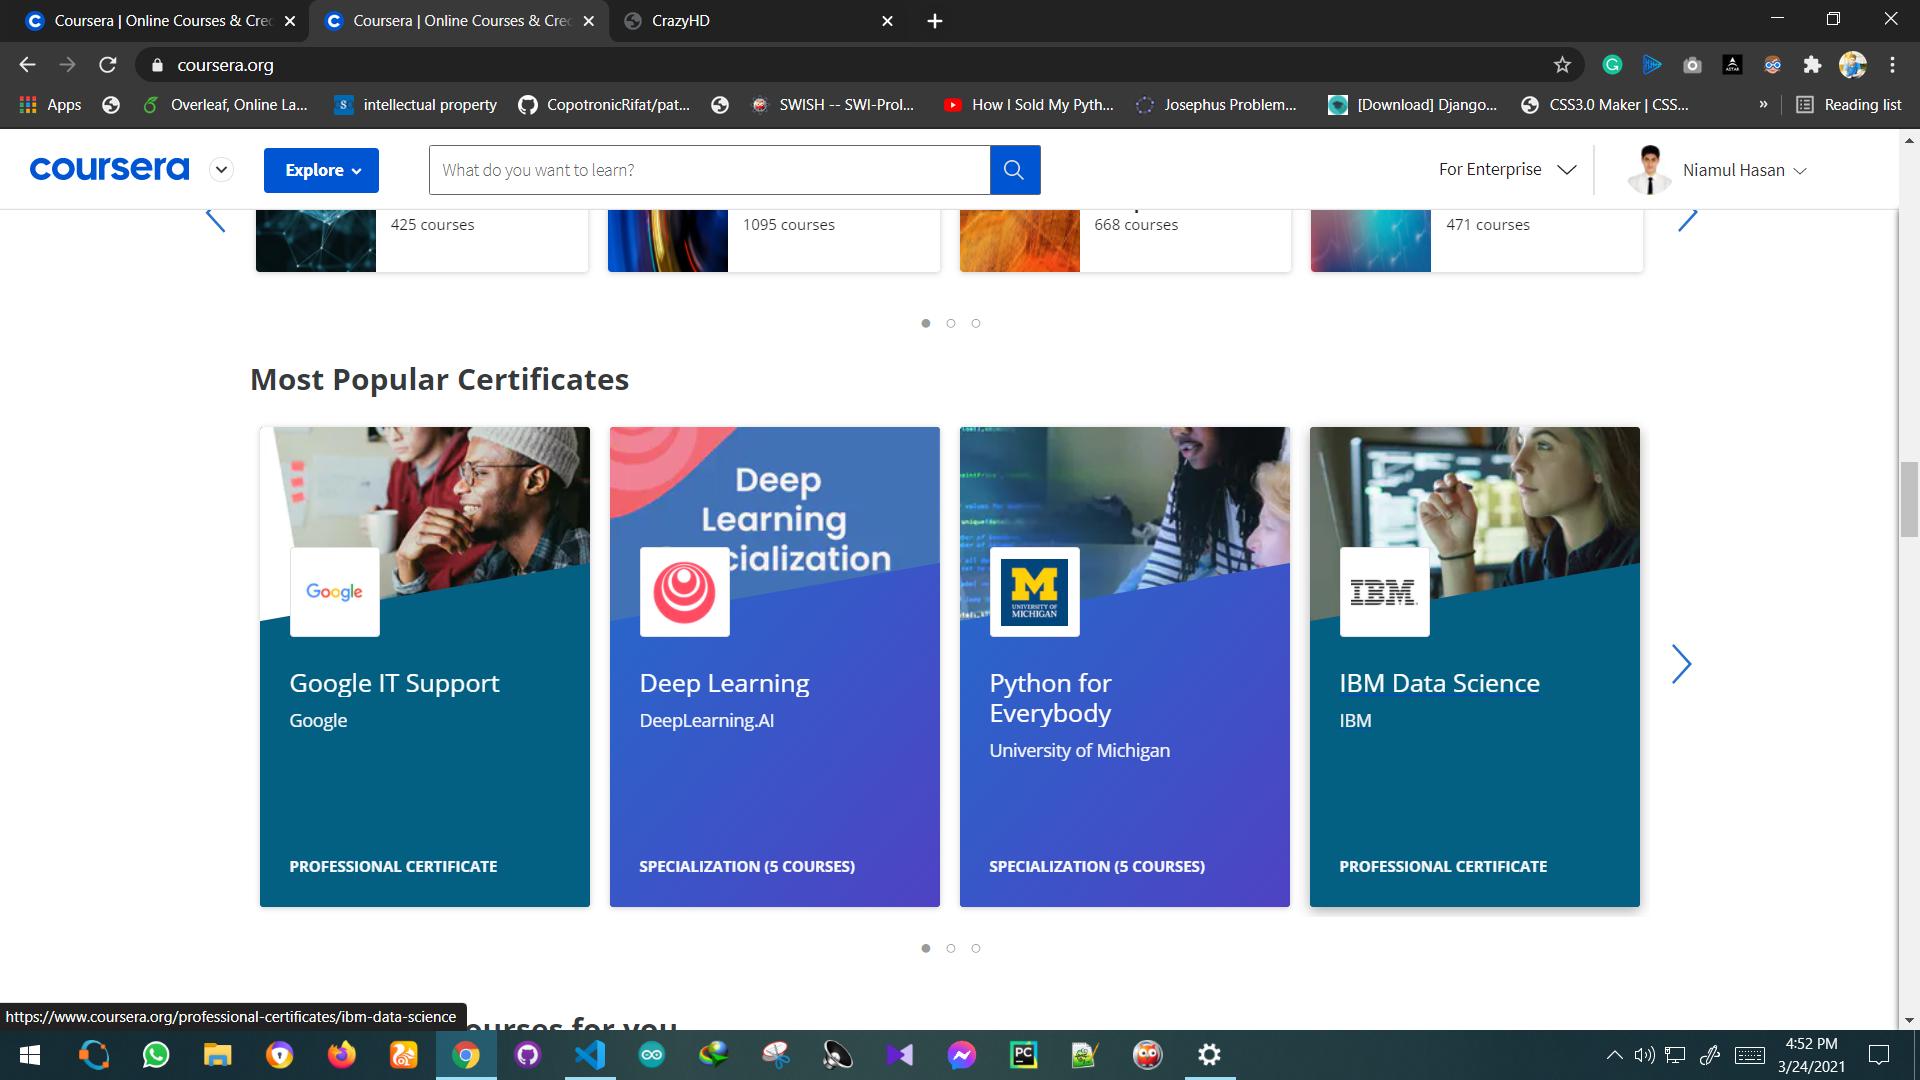 Coursera | Online Courses & Cred
Coursera | Online Courses & Cred
CrazyHD
coursera.org
Apps
Overleaf, Online La...
intellectual property
CopotronicRifat/pat...
SWISH -- SWI-Prol...
How I Sold My Pyth...
Josephus Problem...
[Download] Django...
CSS3.0 Maker | CSS...
»
Reading list
coursera
Explore
What do you want to learn?
For Enterprise
Niamul Hasan
425 courses
1095 courses
668 courses
471 courses
Most Popular Certificates
Google
Google IT Support
Google
PROFESSIONAL CERTIFICATE
Deep
Learning
cialization
Deep Learning
DeepLearning.AI
SPECIALIZATION (5 COURSES)
M
UNIVERSITY OF
MICHIGAN
Python for
Everybody
University of Michigan
SPECIALIZATION (5 COURSES)
IBM
IBM Data Science
IBM
PROFESSIONAL CERTIFICATE
https://www.coursera.org/professional-certificates/ibm-data-science
ourses for you
PC
4:52 PM
3/24/2021